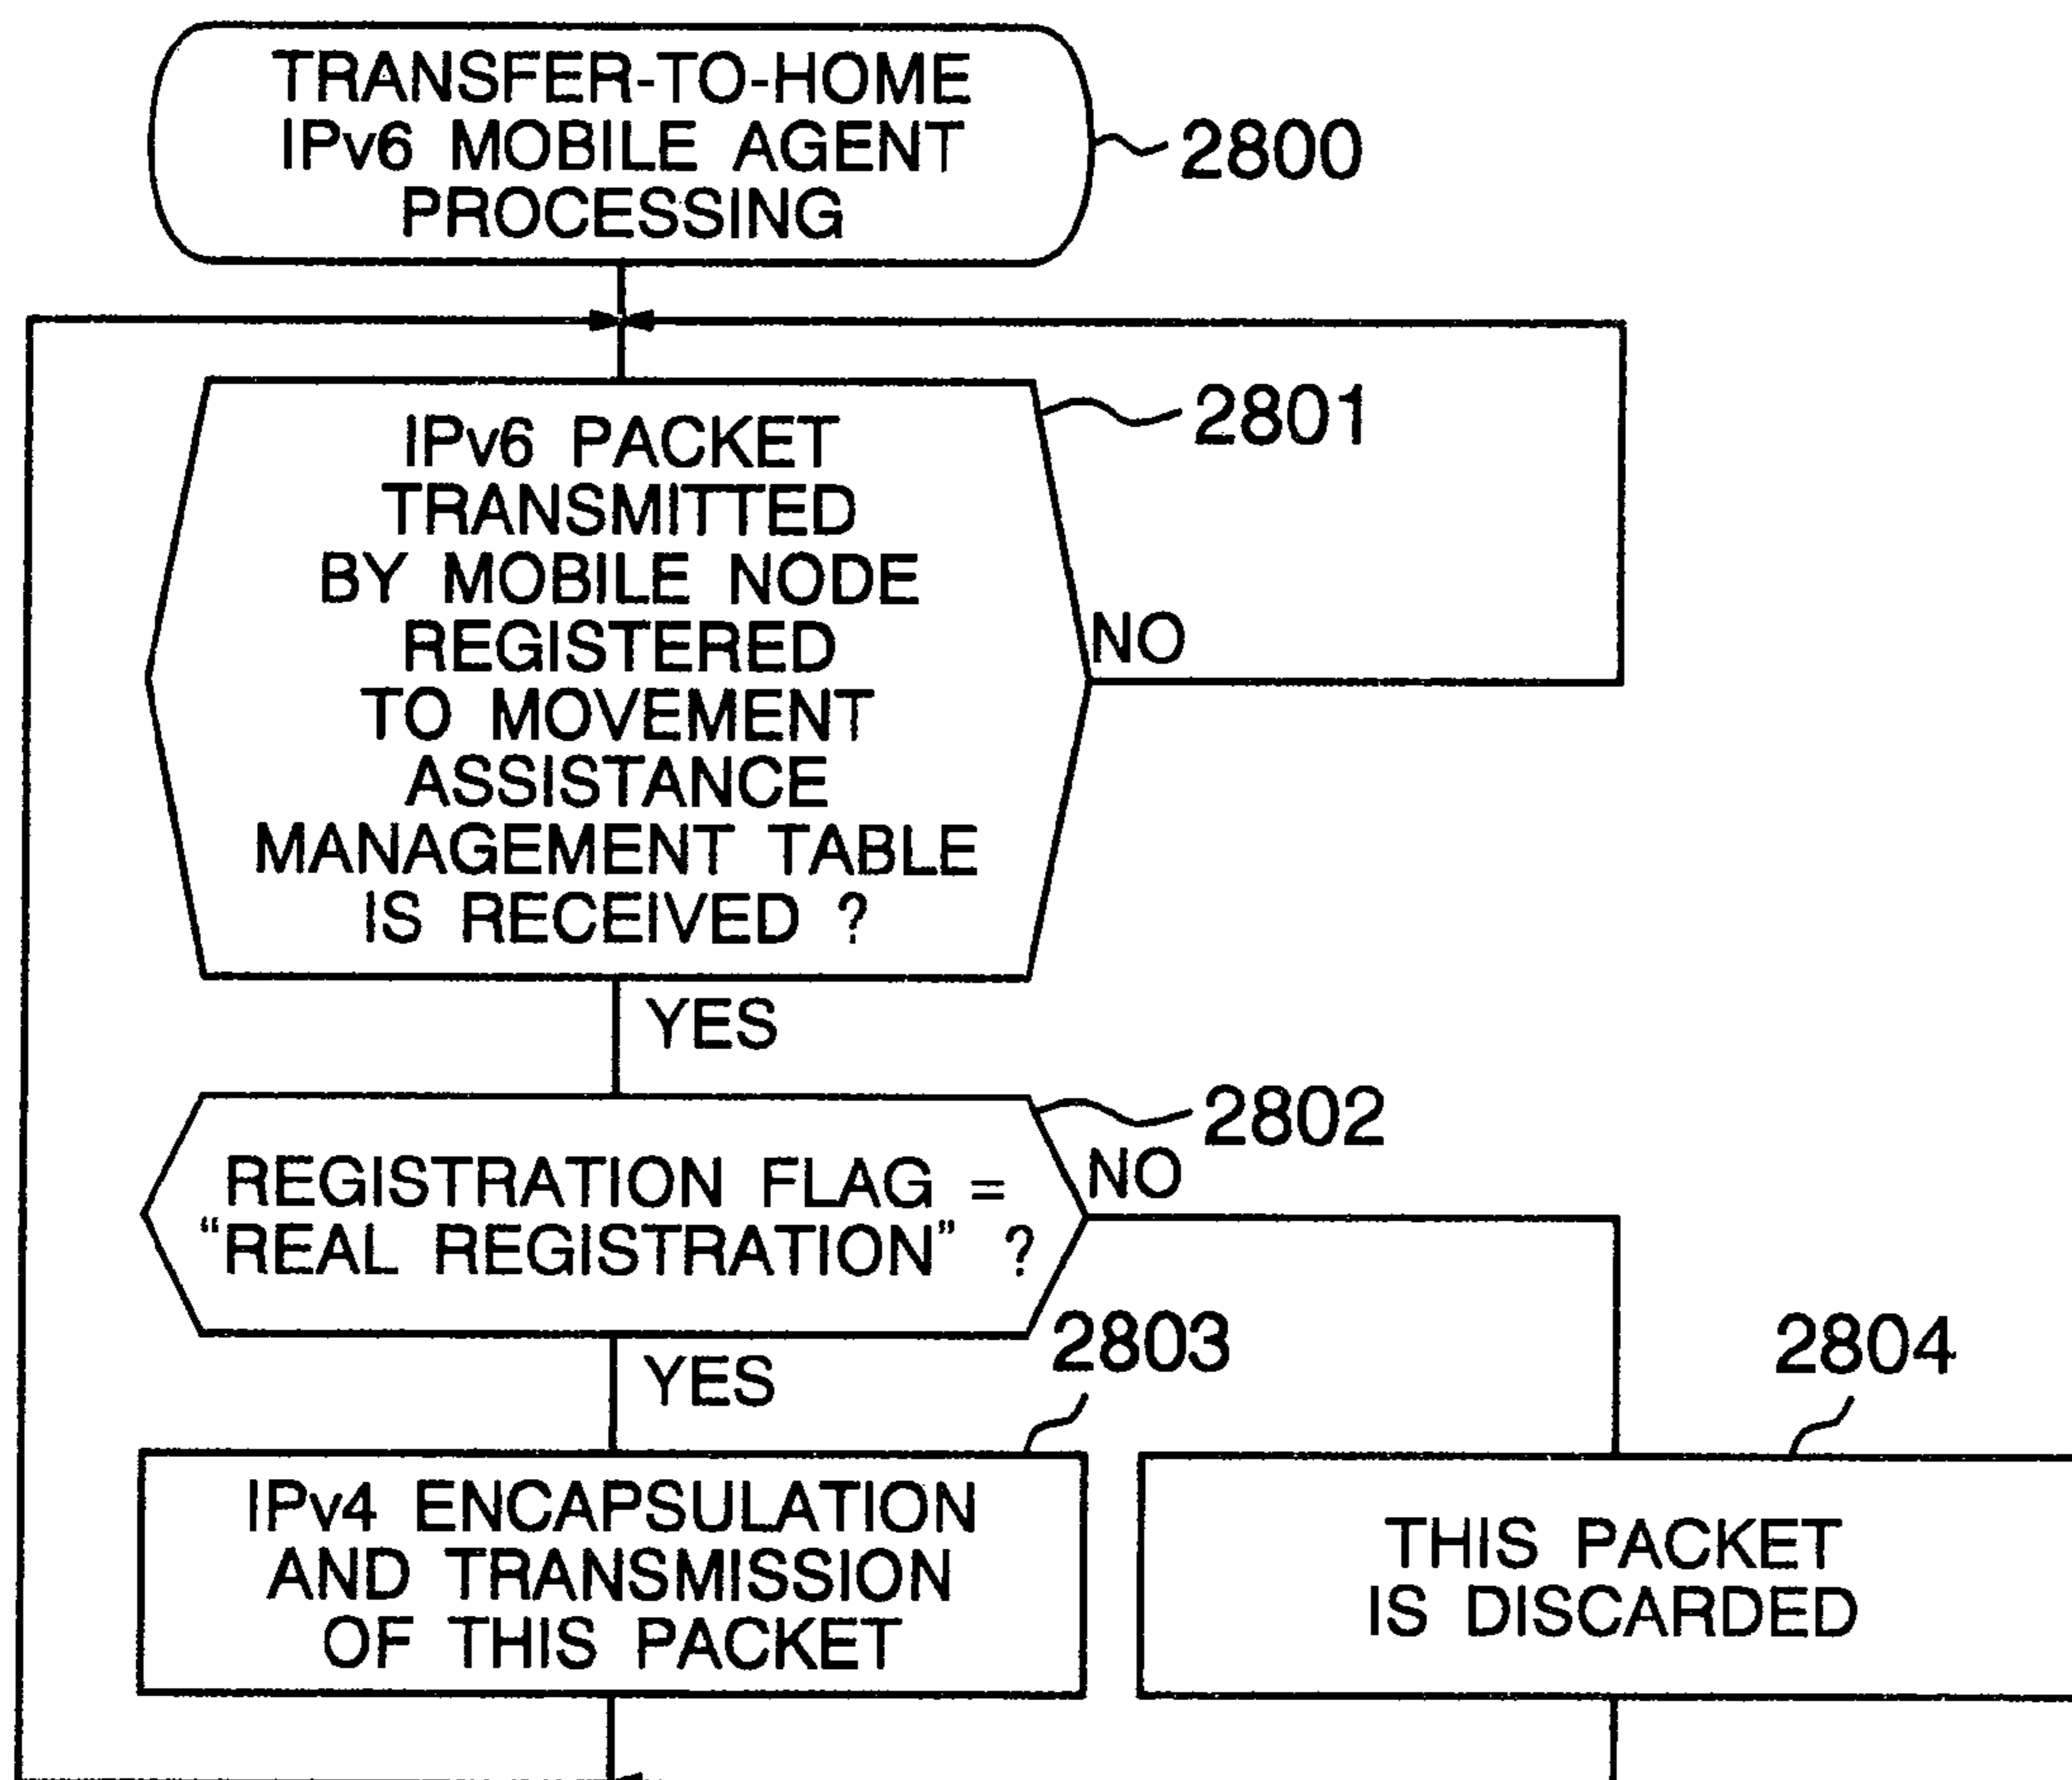 TRANSFER-TO-HOME
IPv6 MOBILE AGENT
PROCESSING
2800
2801
IPv6 PACKET
TRANSMITTED
BY MOBILE NODE
REGISTERED
TO MOVEMENT
ASSISTANCE
MANAGEMENT TABLE
IS RECEIVED ?
NO
YES
2802
REGISTRATION FLAG =
“REAL REGISTRATION” ?
NO
YES
2803
2804
IPv4 ENCAPSULATION
AND TRANSMISSION
OF THIS PACKET
THIS PACKET
IS DISCARDED